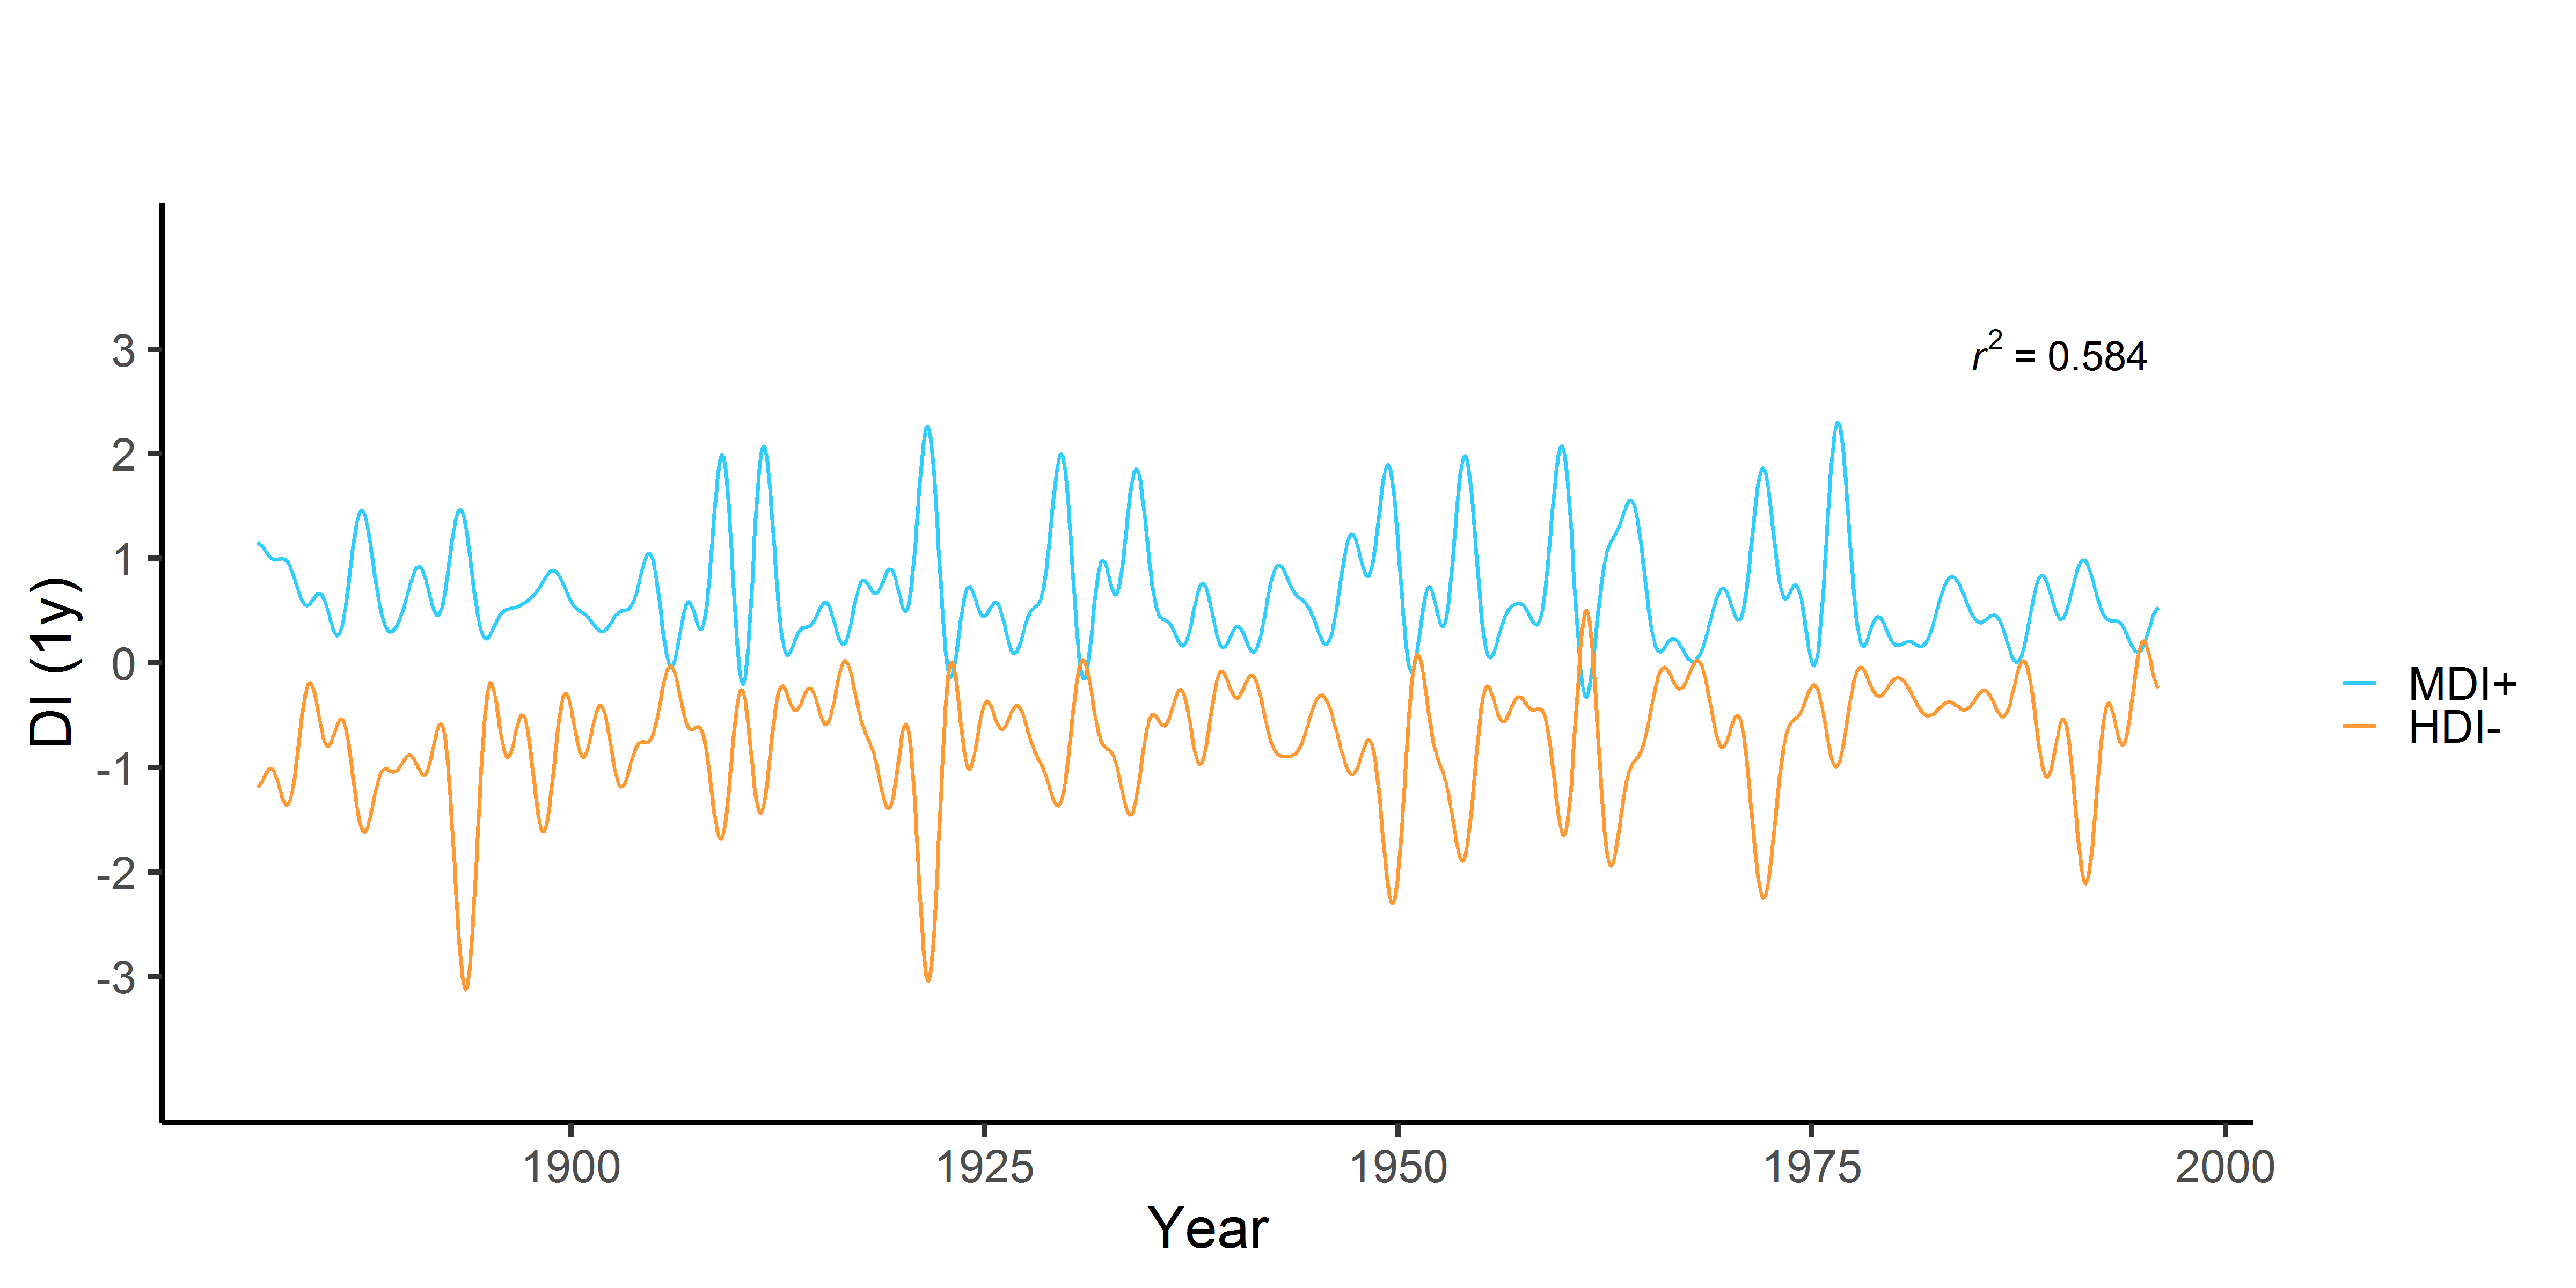 r² = 0.584
3
2
1
0
-1
-2
-3
DI (1y)
MDI+
HDI-
1900 1925 1950 1975 2000
Year